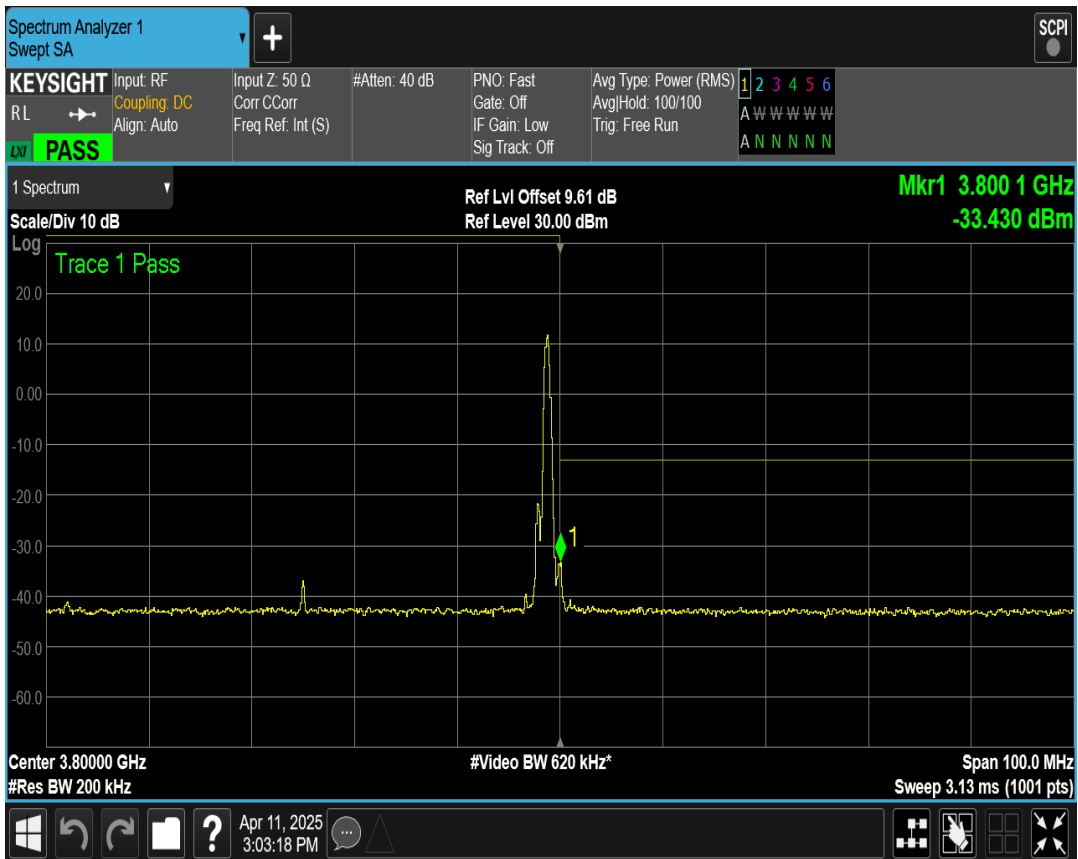 Spectrum Analyzer 1
Swept SA
+
SCPI
KEYSIGHT
RL
LXI PASS
Input: RF
Coupling: DC
Align: Auto
Input Z: 50 Ω
Corr CCorr
Freq Ref: Int (S)
#Atten: 40 dB
PNO: Fast
Gate: Off
IF Gain: Low
Sig Track: Off
Avg Type: Power (RMS)
Avg|Hold: 100/100
Trig: Free Run
1 2 3 4 5 6
A W W W W W
A N N N N N
1 Spectrum
Scale/Div 10 dB
Ref Lvl Offset 9.61 dB
Ref Level 30.00 dBm
Mkr1 3.800 1 GHz
-33.430 dBm
Log
Trace 1 Pass
20.0
10.0
0.00
-10.0
-20.0
-30.0
-40.0
-50.0
-60.0
1
Center 3.80000 GHz
#Res BW 200 kHz
#Video BW 620 kHz*
Span 100.0 MHz
Sweep 3.13 ms (1001 pts)
?
Apr 11, 2025
3:03:18 PM